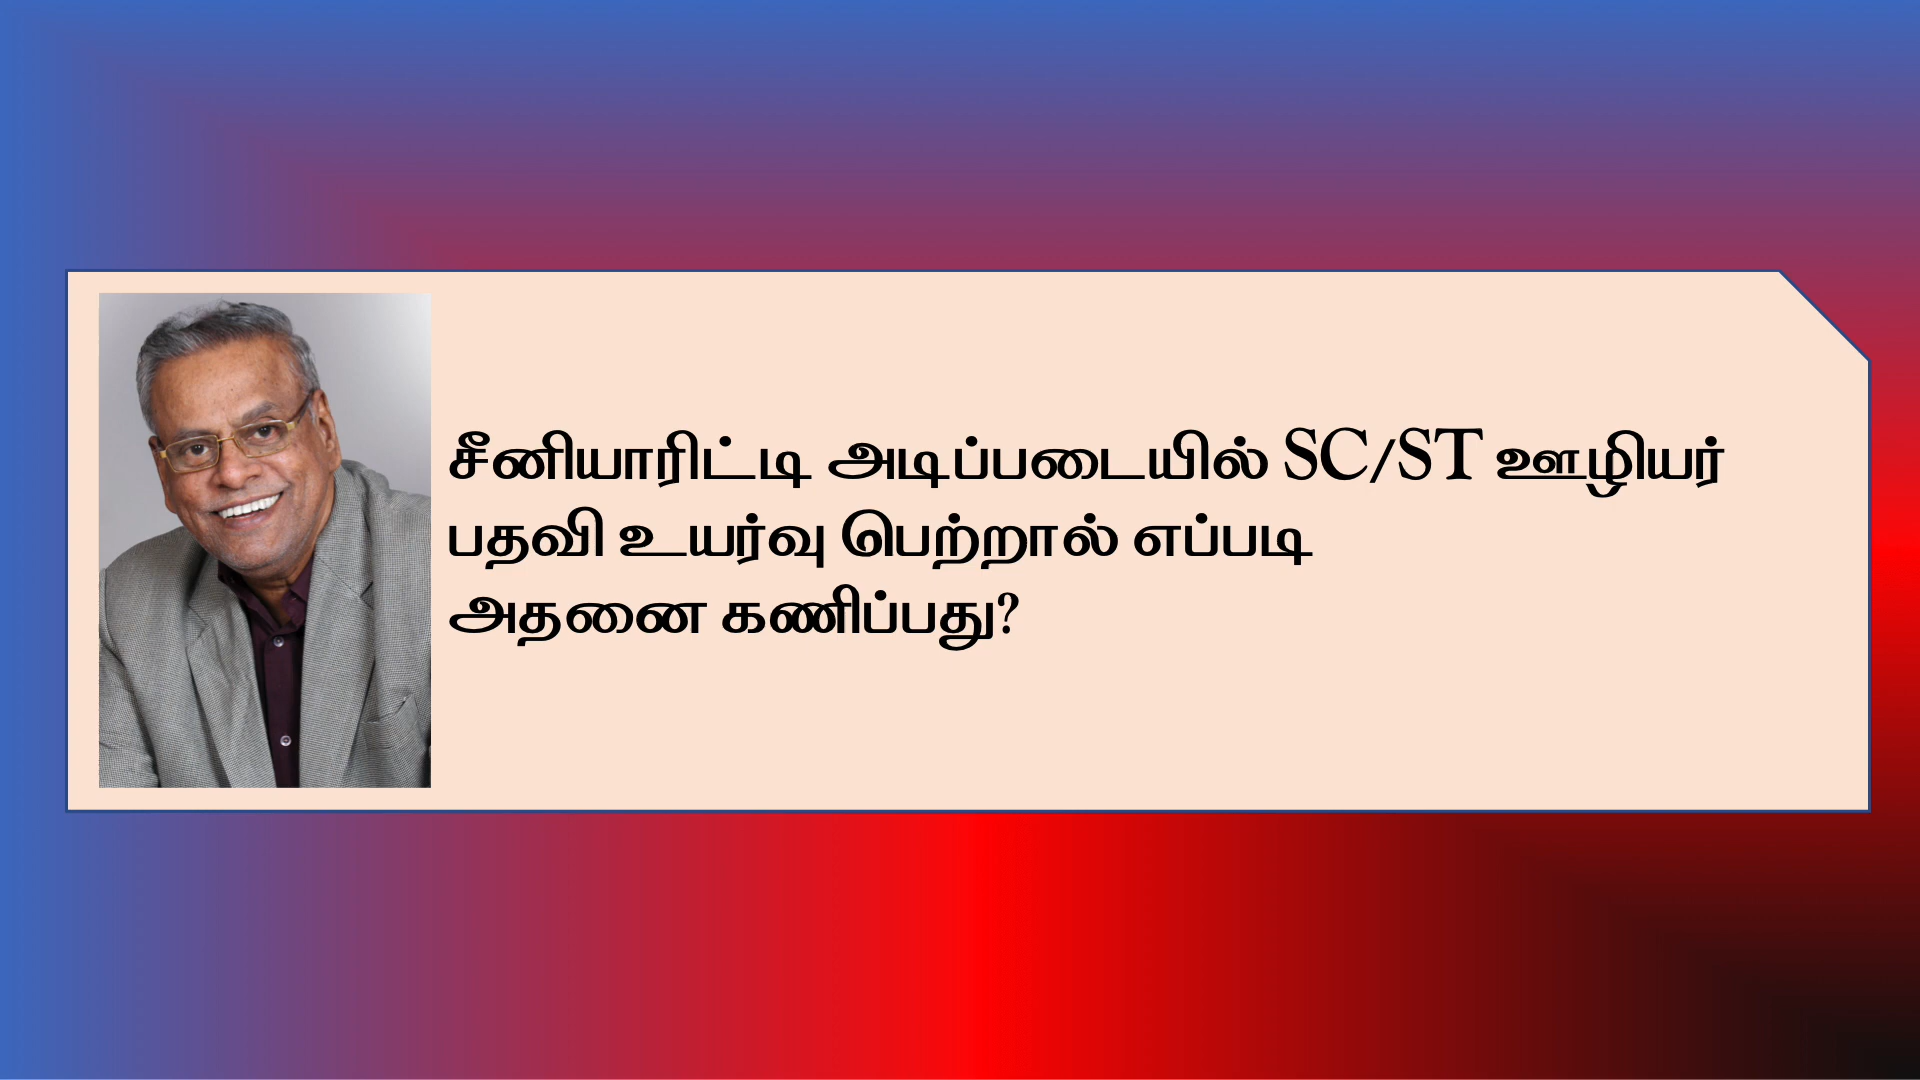 சீனியாரிட்டி அடிப்படையில் SC/ST ஊழியர்
பதவி உயர்வு பெற்றால் எப்படி
அதனை கணிப்பது?